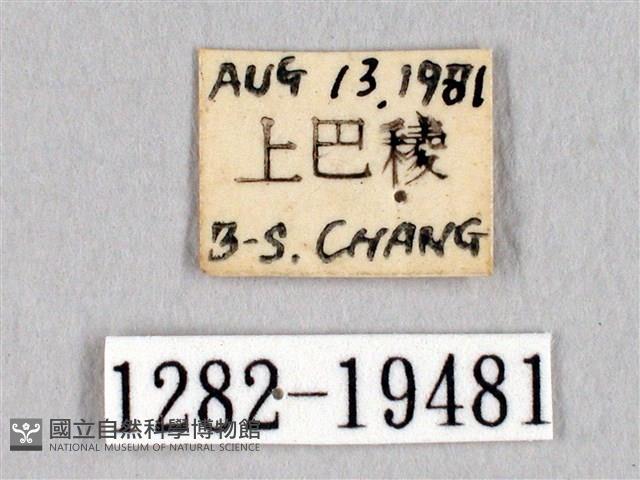 AUG 13.1981
上巴稜
B-S. CHANG
1282-19481
國立自然科學博物館
NATIONAL MUSEUM OF NATURAL SCIENCE